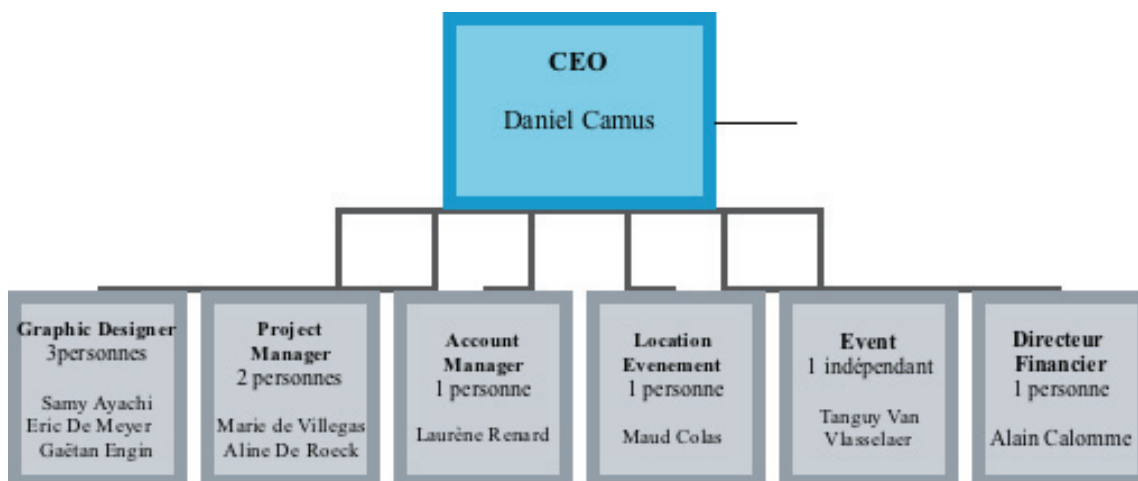 CEO
Daniel Camus
Graphic Designer
3personnes
Samy Ayachi
Eric De Meyer
Gaëtan Engin
Project
Manager
2 personnes
Marie de Villegas
Aline De Roeck
Account
Manager
1 personne
Laurène Renard
Location
Evenement
1 personne
Maud Colas
Event
1 indépendant
Tanguy Van
Vlasselaer
Directeur
Financier
1 personne
Alain Calomme